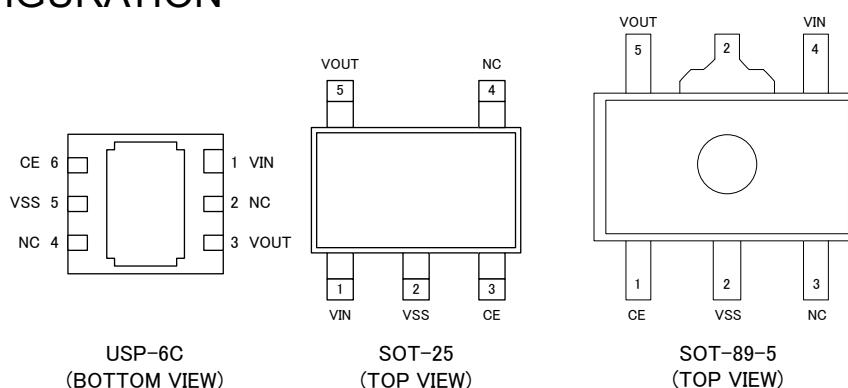 VOUT
VIN
5
2
4
VOUT
NC
5
4
CE 6
1 VIN
VSS 5
2 NC
NC 4
3 VOUT
1
2
3
VIN
VSS
CE
1
2
3
CE
VSS
NC
USP-6C
(BOTTOM VIEW)
SOT-25
(TOP VIEW)
SOT-89-5
(TOP VIEW)